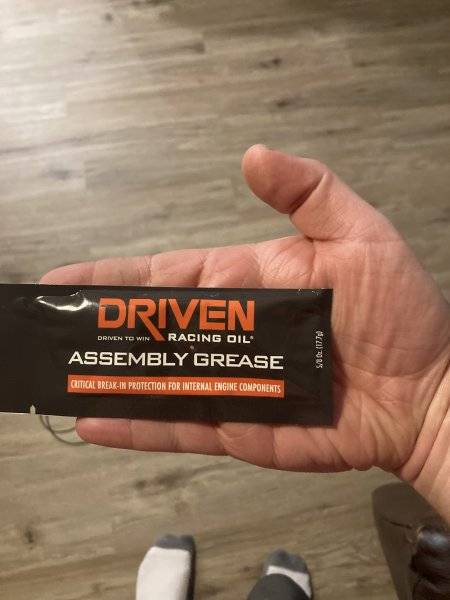 DRIVEN
DRIVEN TO WIN RACING OIL®
ASSEMBLY GREASE
CRITICAL BREAK-IN PROTECTION FOR INTERNAL ENGINE COMPONENTS
5/8 Oz. (17.7g)